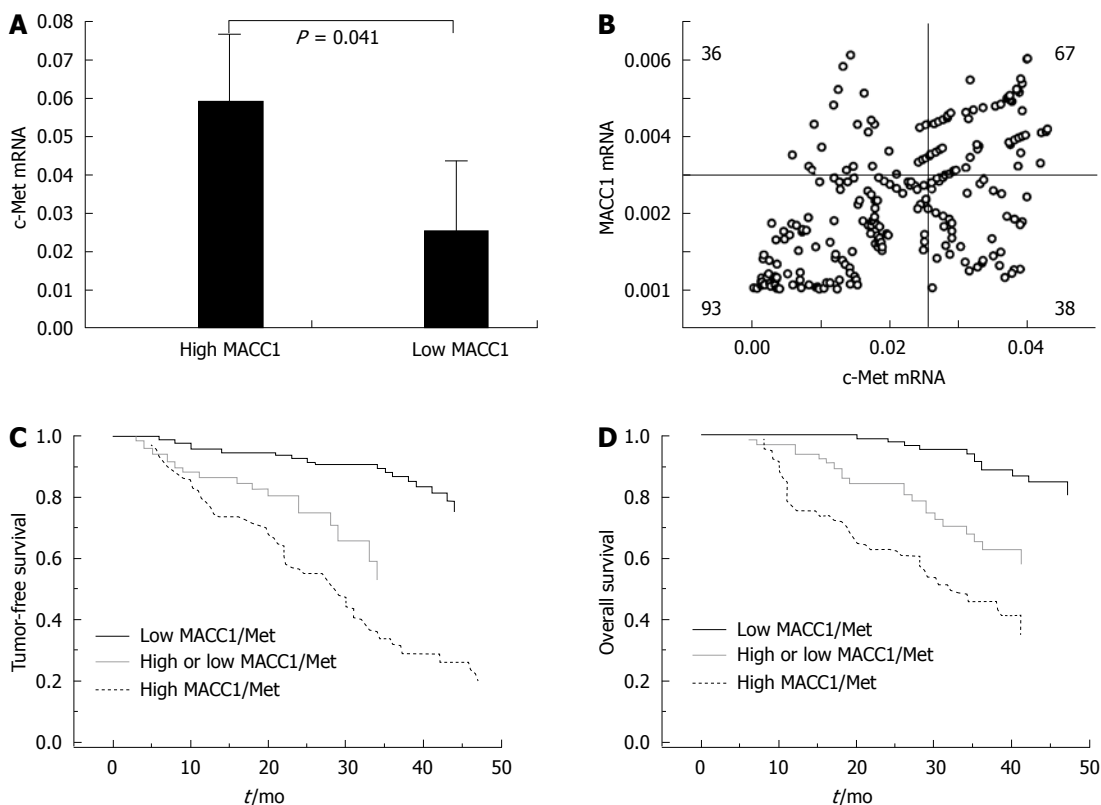 A
0.08
0.07
0.06
0.05
0.04
0.03
0.02
0.01
0.00
c-Met mRNA
P = 0.041
High MACC1
Low MACC1
B
0.006
0.004
0.002
0.001
MACC1 mRNA
36
67
93
38
0.00
0.02
0.04
c-Met mRNA
C
1.0
0.8
0.6
0.4
0.2
0.0
Tumor-free survival
Low MACC1/Met
High or low MACC1/Met
High MACC1/Met
0
10
20
30
40
50
t/mo
D
1.0
0.8
0.6
0.4
0.2
0.0
Overall survival
Low MACC1/Met
High or low MACC1/Met
High MACC1/Met
0
10
20
30
40
50
t/mo